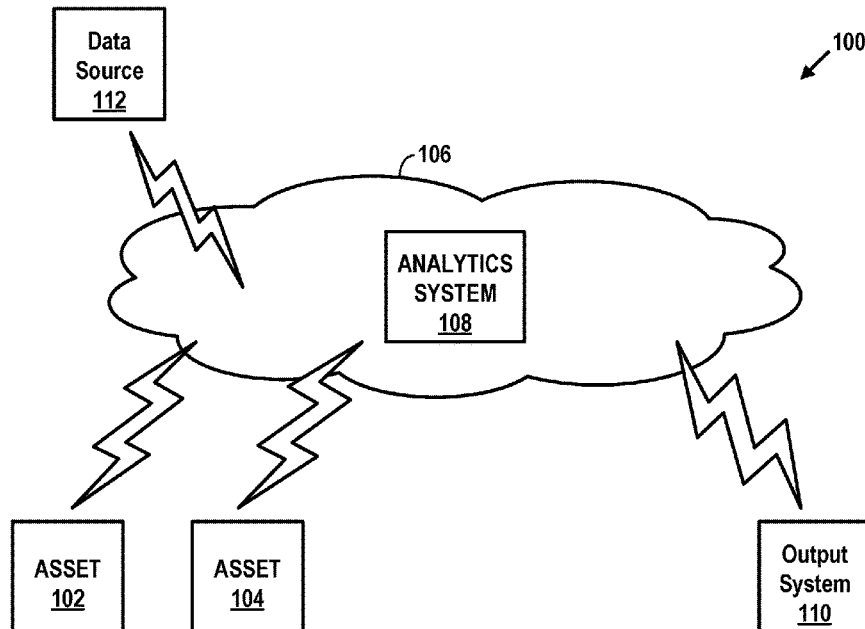 Data
Source
112
100
106
ANALYTICS
SYSTEM
108
ASSET
102
ASSET
104
Output
System
110